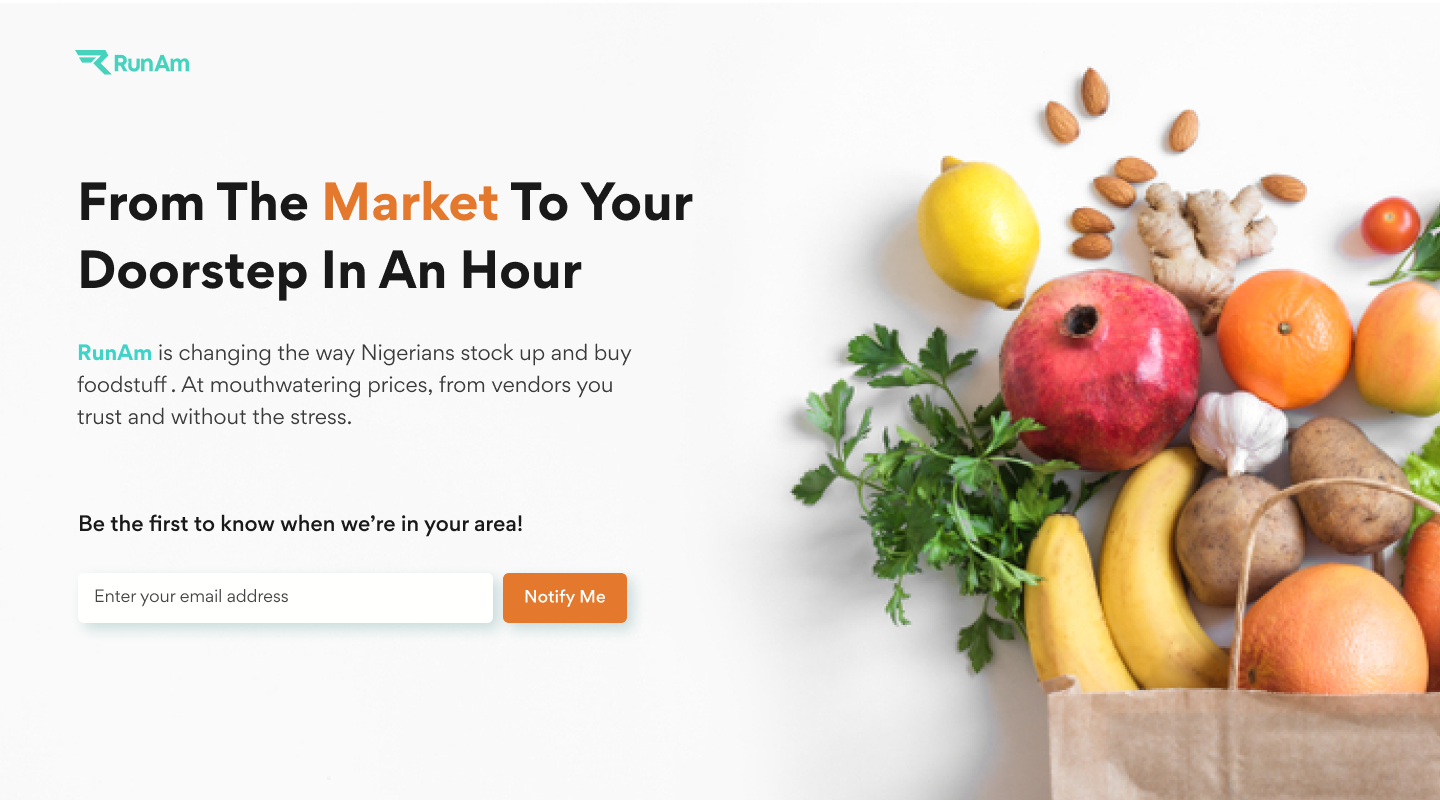 RunAm
From The Market To Your
Doorstep In An Hour
RunAm is changing the way Nigerians stock up and buy
foodstuff . At mouthwatering prices, from vendors you
trust and without the stress.
Be the first to know when we’re in your area!
Enter your email address
Notify Me